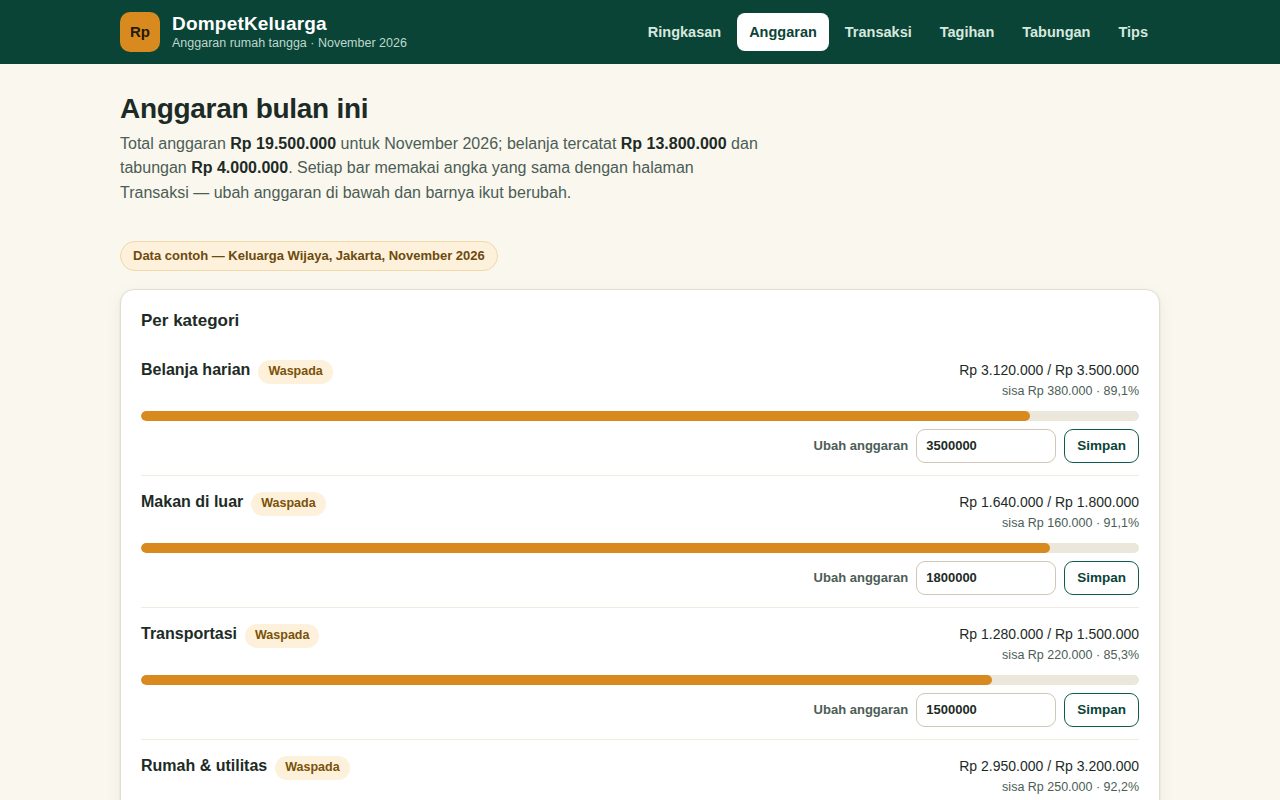 Rp
DompetKeluarga
Anggaran rumah tangga · November 2026
Ringkasan
Anggaran
Transaksi
Tagihan
Tabungan
Tips
Anggaran bulan ini
Total anggaran Rp 19.500.000 untuk November 2026; belanja tercatat Rp 13.800.000 dan
tabungan Rp 4.000.000. Setiap bar memakai angka yang sama dengan halaman
Transaksi — ubah anggaran di bawah dan barnya ikut berubah.
Data contoh — Keluarga Wijaya, Jakarta, November 2026
Per kategori
Belanja harian Waspada
Rp 3.120.000 / Rp 3.500.000
sisa Rp 380.000 · 89,1%
Ubah anggaran 3500000 Simpan
Makan di luar Waspada
Rp 1.640.000 / Rp 1.800.000
sisa Rp 160.000 · 91,1%
Ubah anggaran 1800000 Simpan
Transportasi Waspada
Rp 1.280.000 / Rp 1.500.000
sisa Rp 220.000 · 85,3%
Ubah anggaran 1500000 Simpan
Rumah & utilitas Waspada
Rp 2.950.000 / Rp 3.200.000
sisa Rp 250.000 · 92,2%